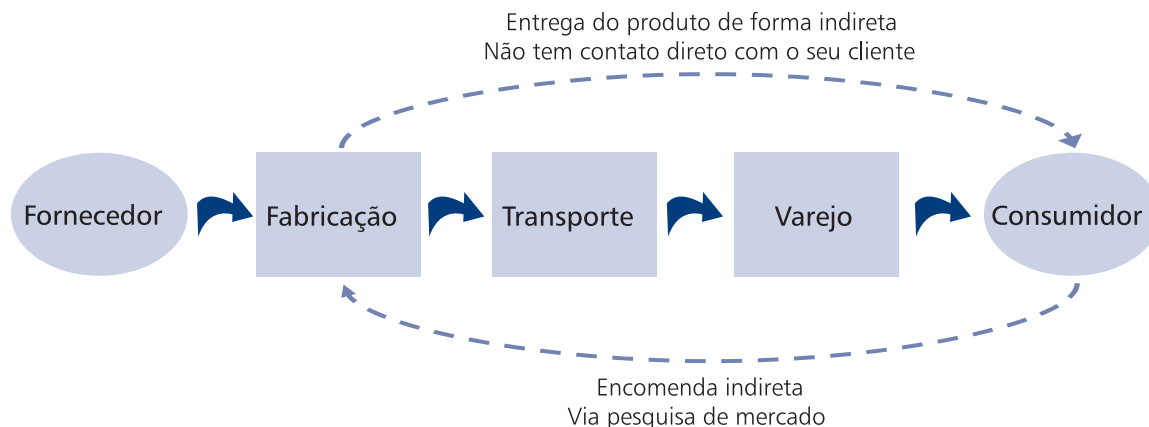 Entrega do produto de forma indireta
Não tem contato direto com o seu cliente
Fornecedor
Fabricação
Transporte
Varejo
Consumidor
Encomenda indireta
Via pesquisa de mercado